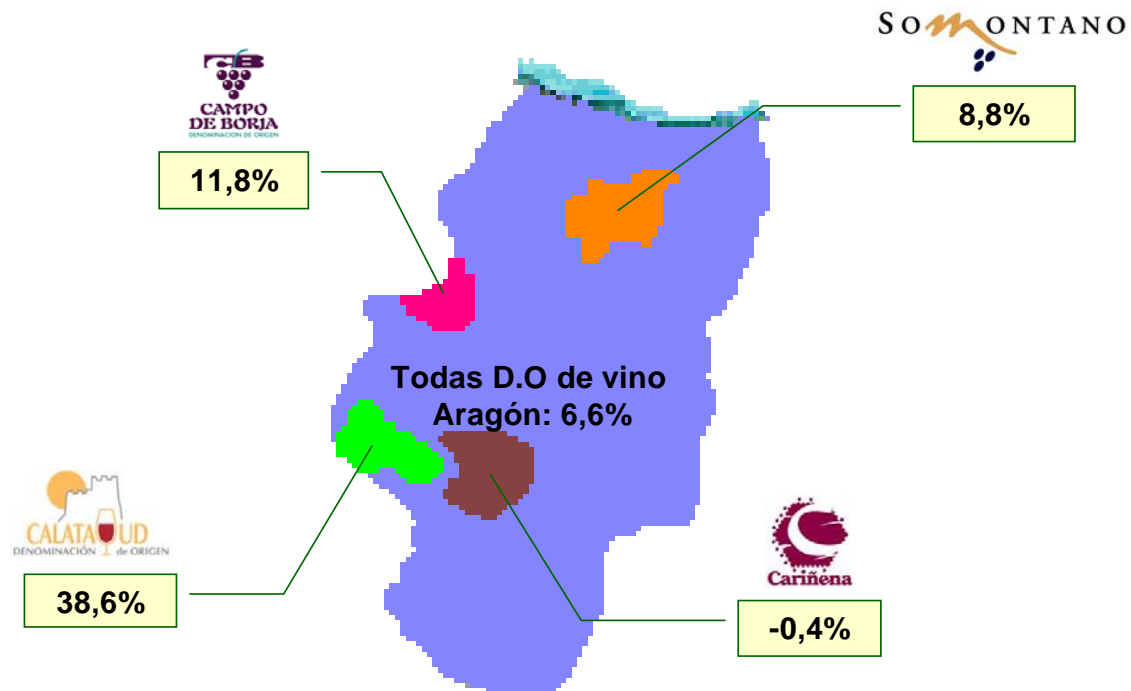 SOMONTANO
8,8%
CB
CAMPO
DE BORJA
DENOMINACION DE ORIGEN
11,8%
Todas D.O de vino
Aragón: 6,6%
CALATAYUD
DENOMINACIÓN de ORIGEN
38,6%
Cariñena
-0,4%